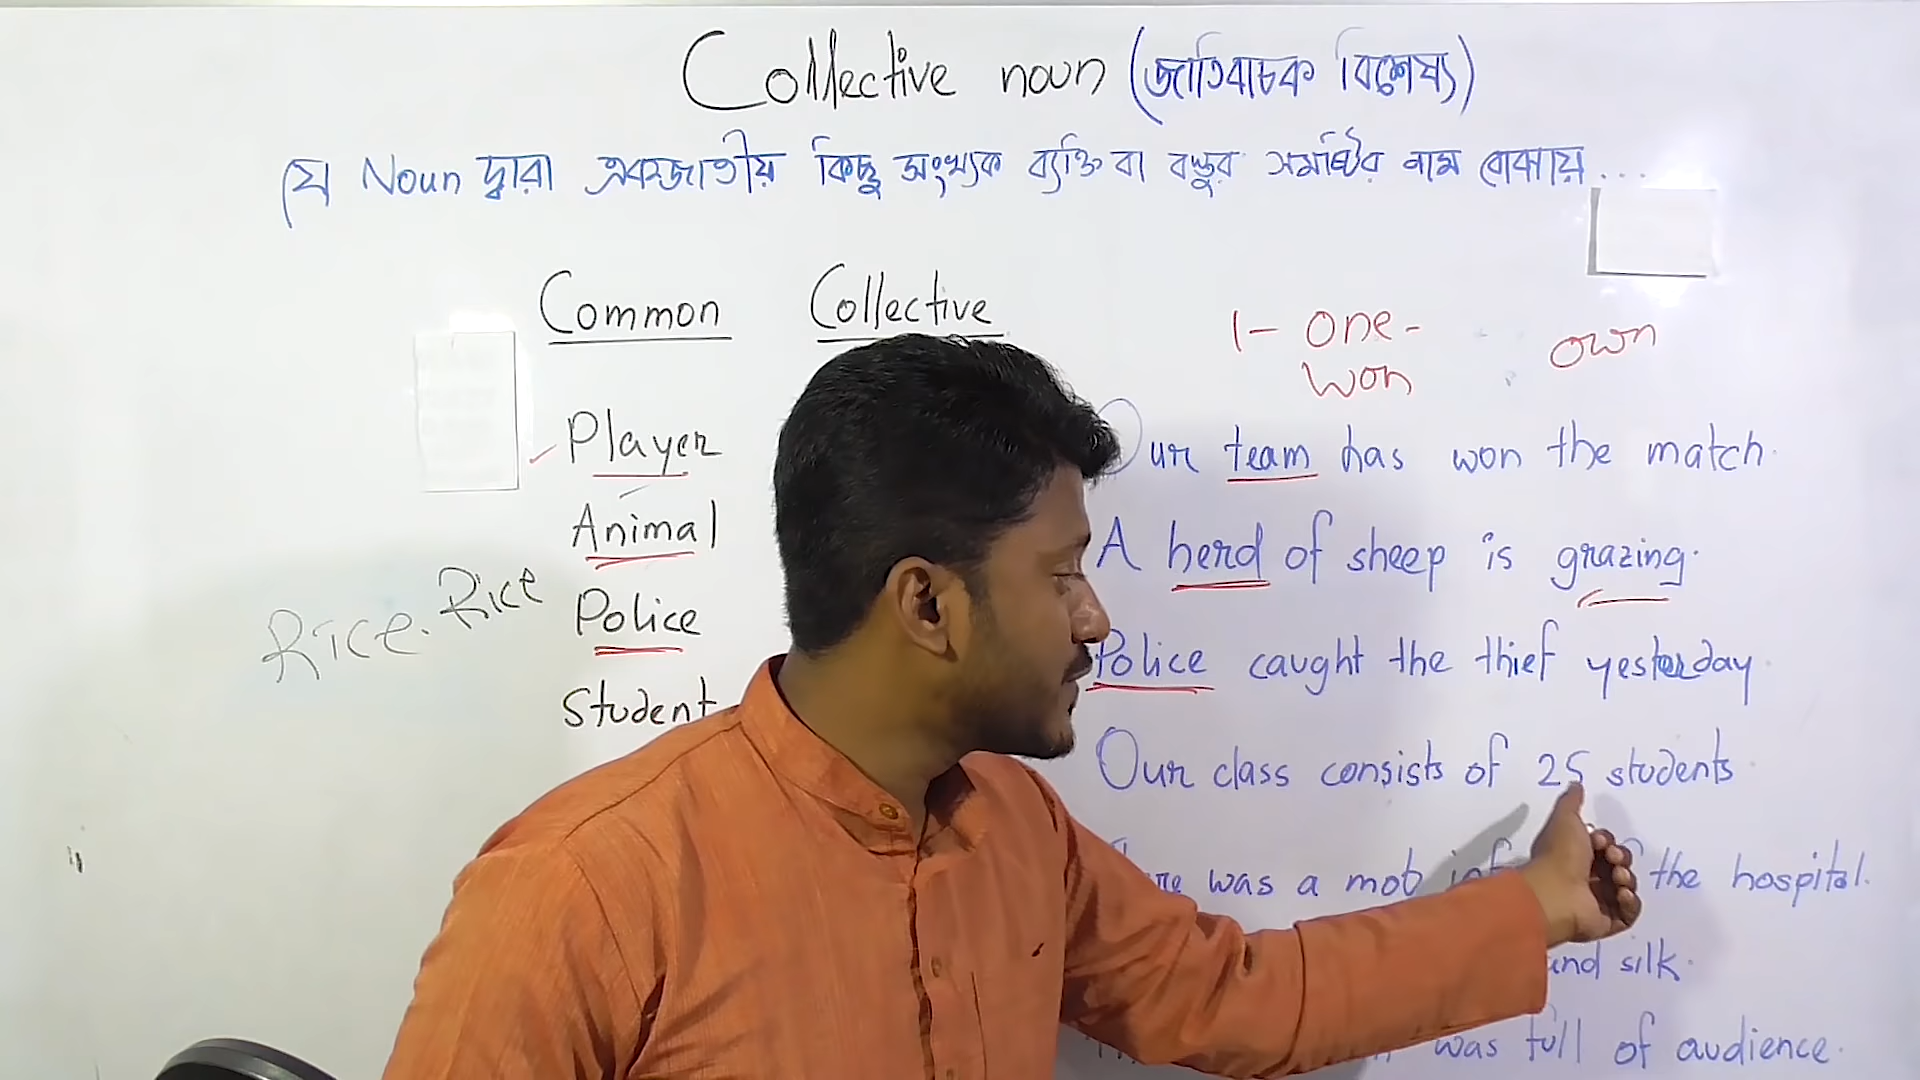 Collective noun (জাতিবাচক বিশেষ্য)
যে Noun দ্বারা একজাতীয় কিছু সংখ্যক ব্যক্তি বা বস্তুর সমষ্টির নাম বোঝায়...
Common Collective
1- one- own
won
Player
Animal
Police
Student
Rice. Rice
Our team has won the match.
A herd of sheep is grazing.
Police caught the thief yesterday.
Our class consists of 25 students
was a mob the hospital.
and silk.
was full of audience.